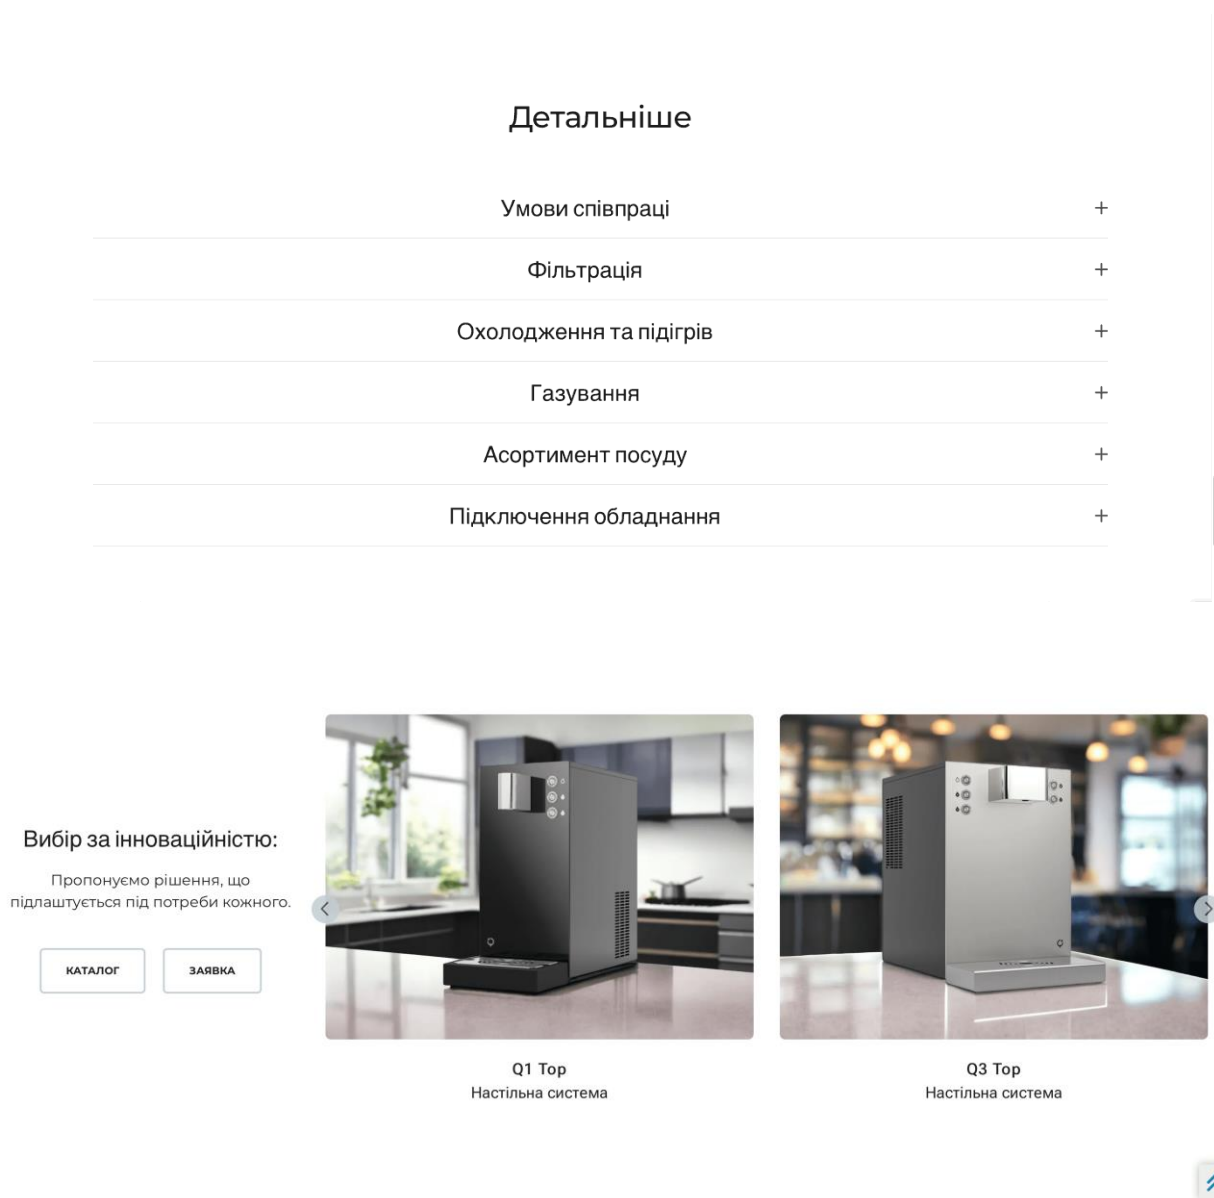 Детальніше
Умови співпраці
Фільтрація
Охолодження та підігрів
Газування
Асортимент посуду
Підключення обладнання
Вибір за інноваційністю:
Пропонуємо рішення, що
підлаштується під потреби кожного.
КАТАЛОГ
ЗАЯВКА
Q1 Top
Настільна система
Q3 Top
Настільна система